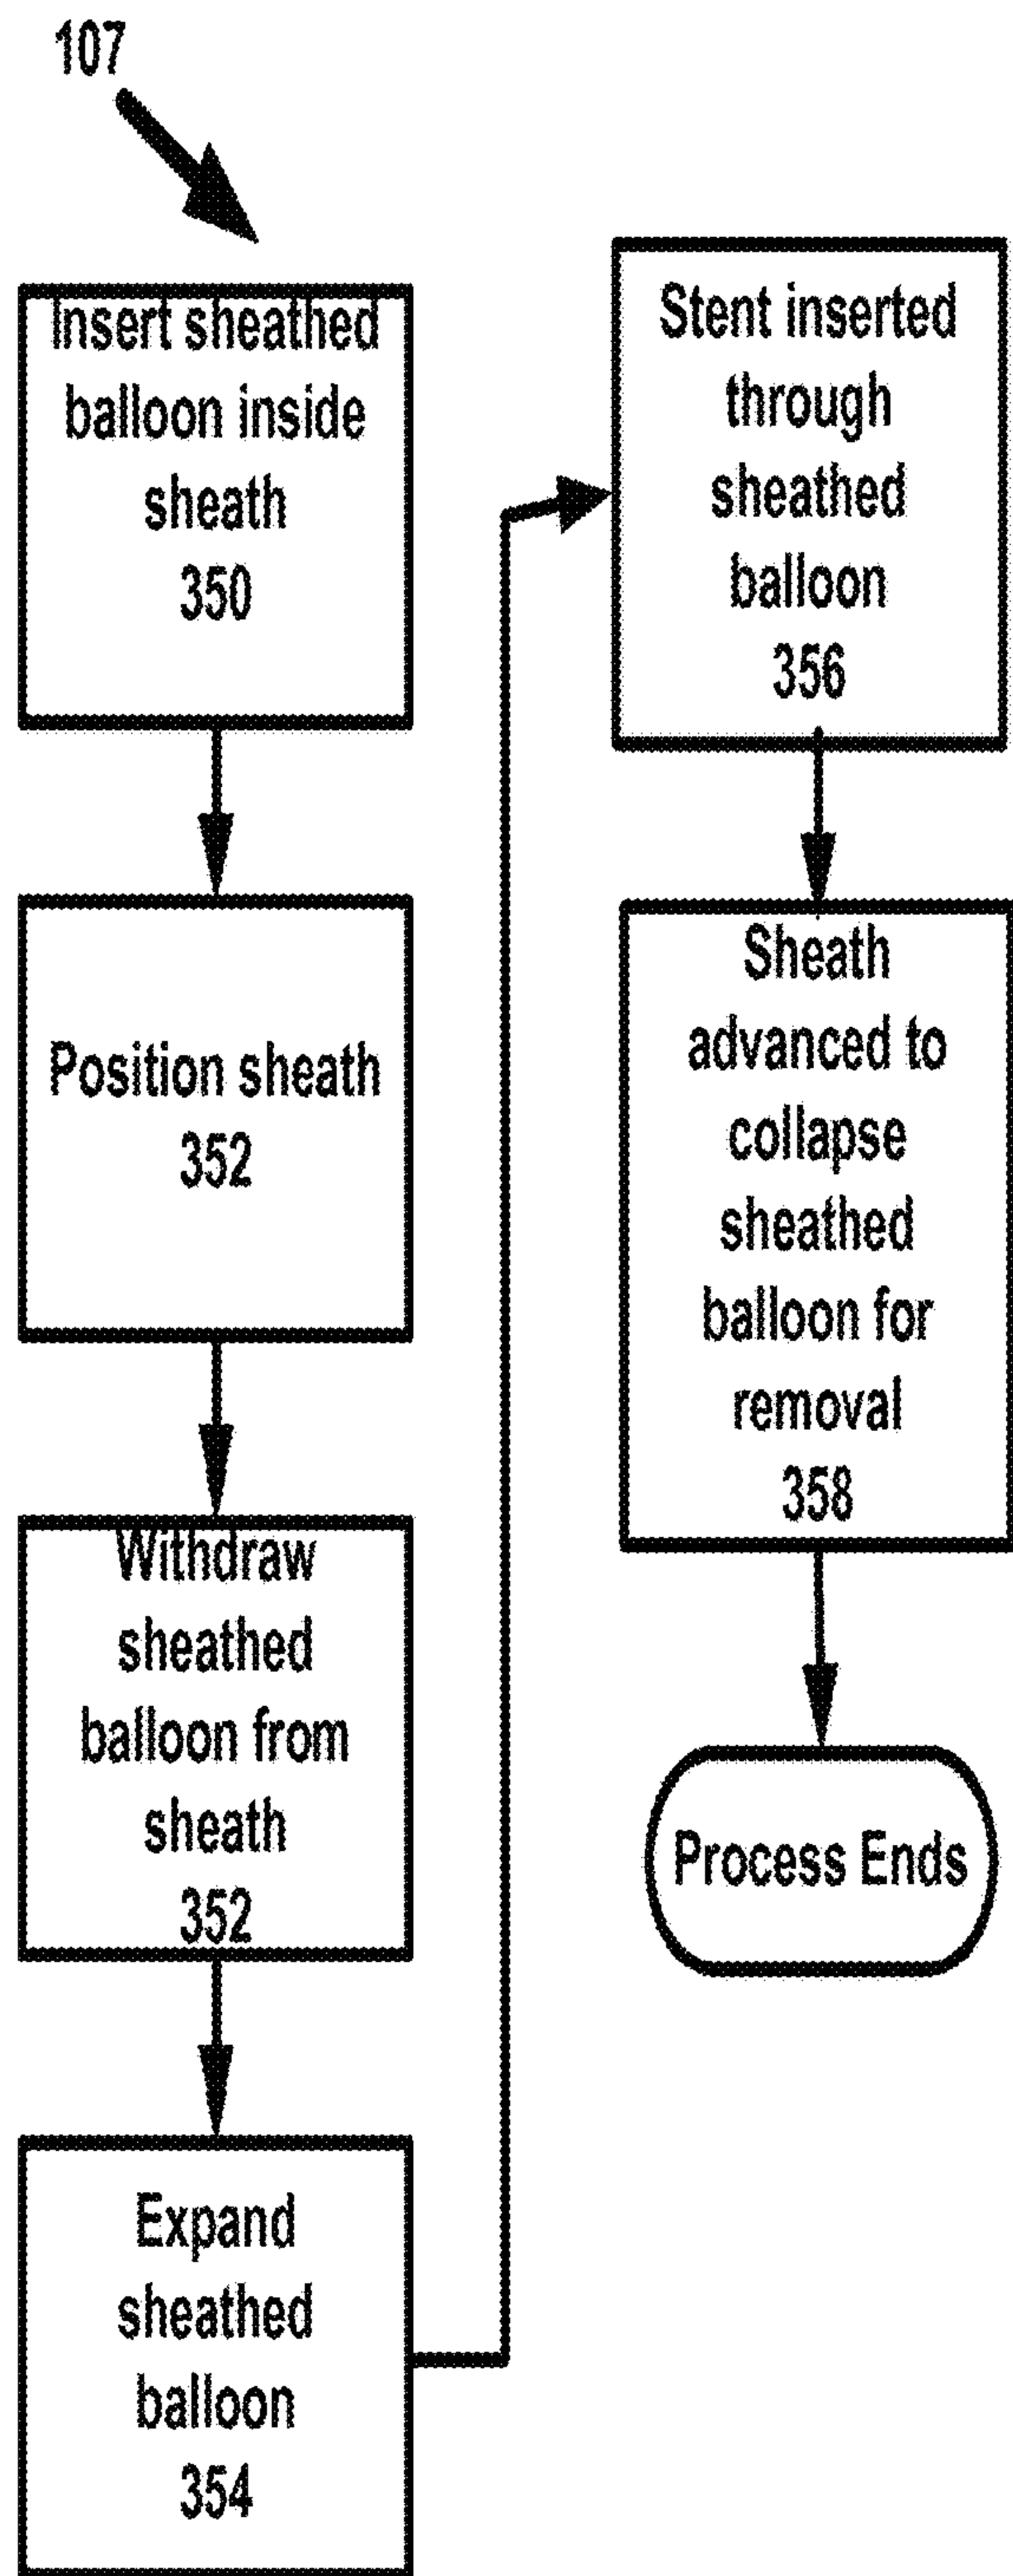 107
Insert sheathed
balloon inside
sheath
350
Position sheath
352
Withdraw
sheathed
balloon from
sheath
352
Expand
sheathed
balloon
354
Stent inserted
through
sheathed
balloon
356
Sheath
advanced to
collapse
sheathed
balloon for
removal
358
Process Ends